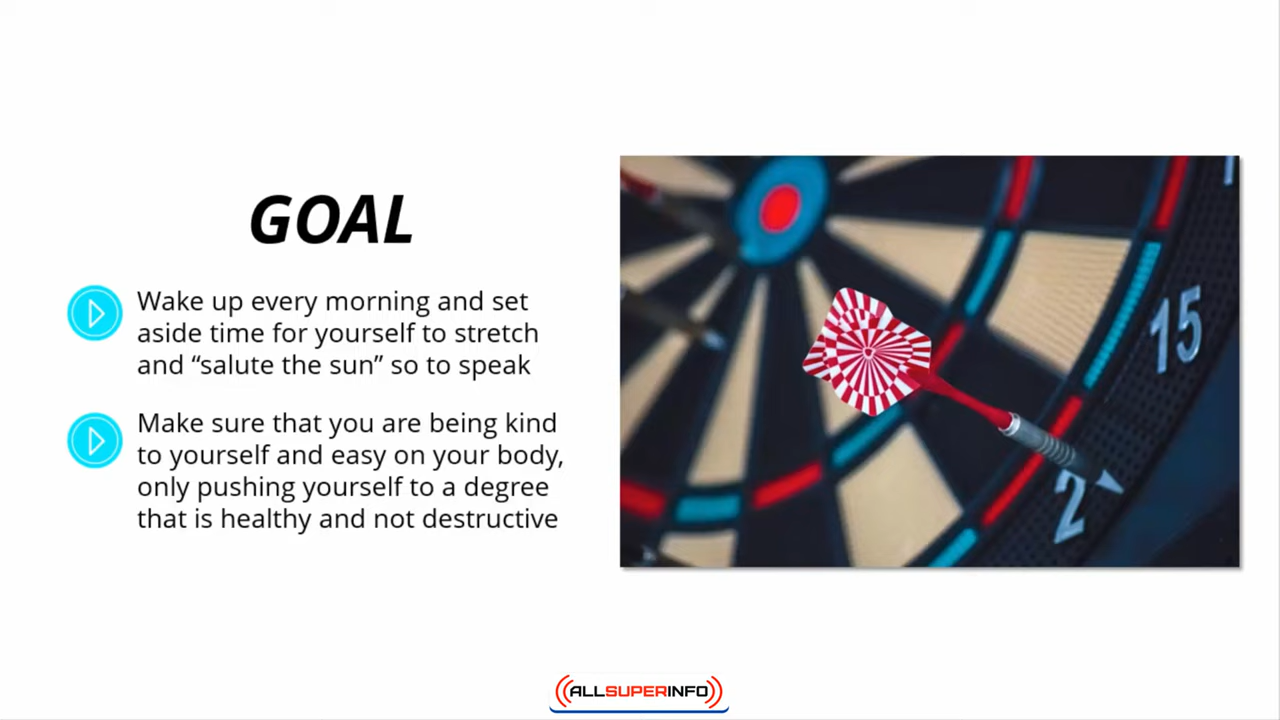 GOAL
Wake up every morning and set
aside time for yourself to stretch
and “salute the sun” so to speak
Make sure that you are being kind
to yourself and easy on your body,
only pushing yourself to a degree
that is healthy and not destructive
15
2
ALLSUPERINFO